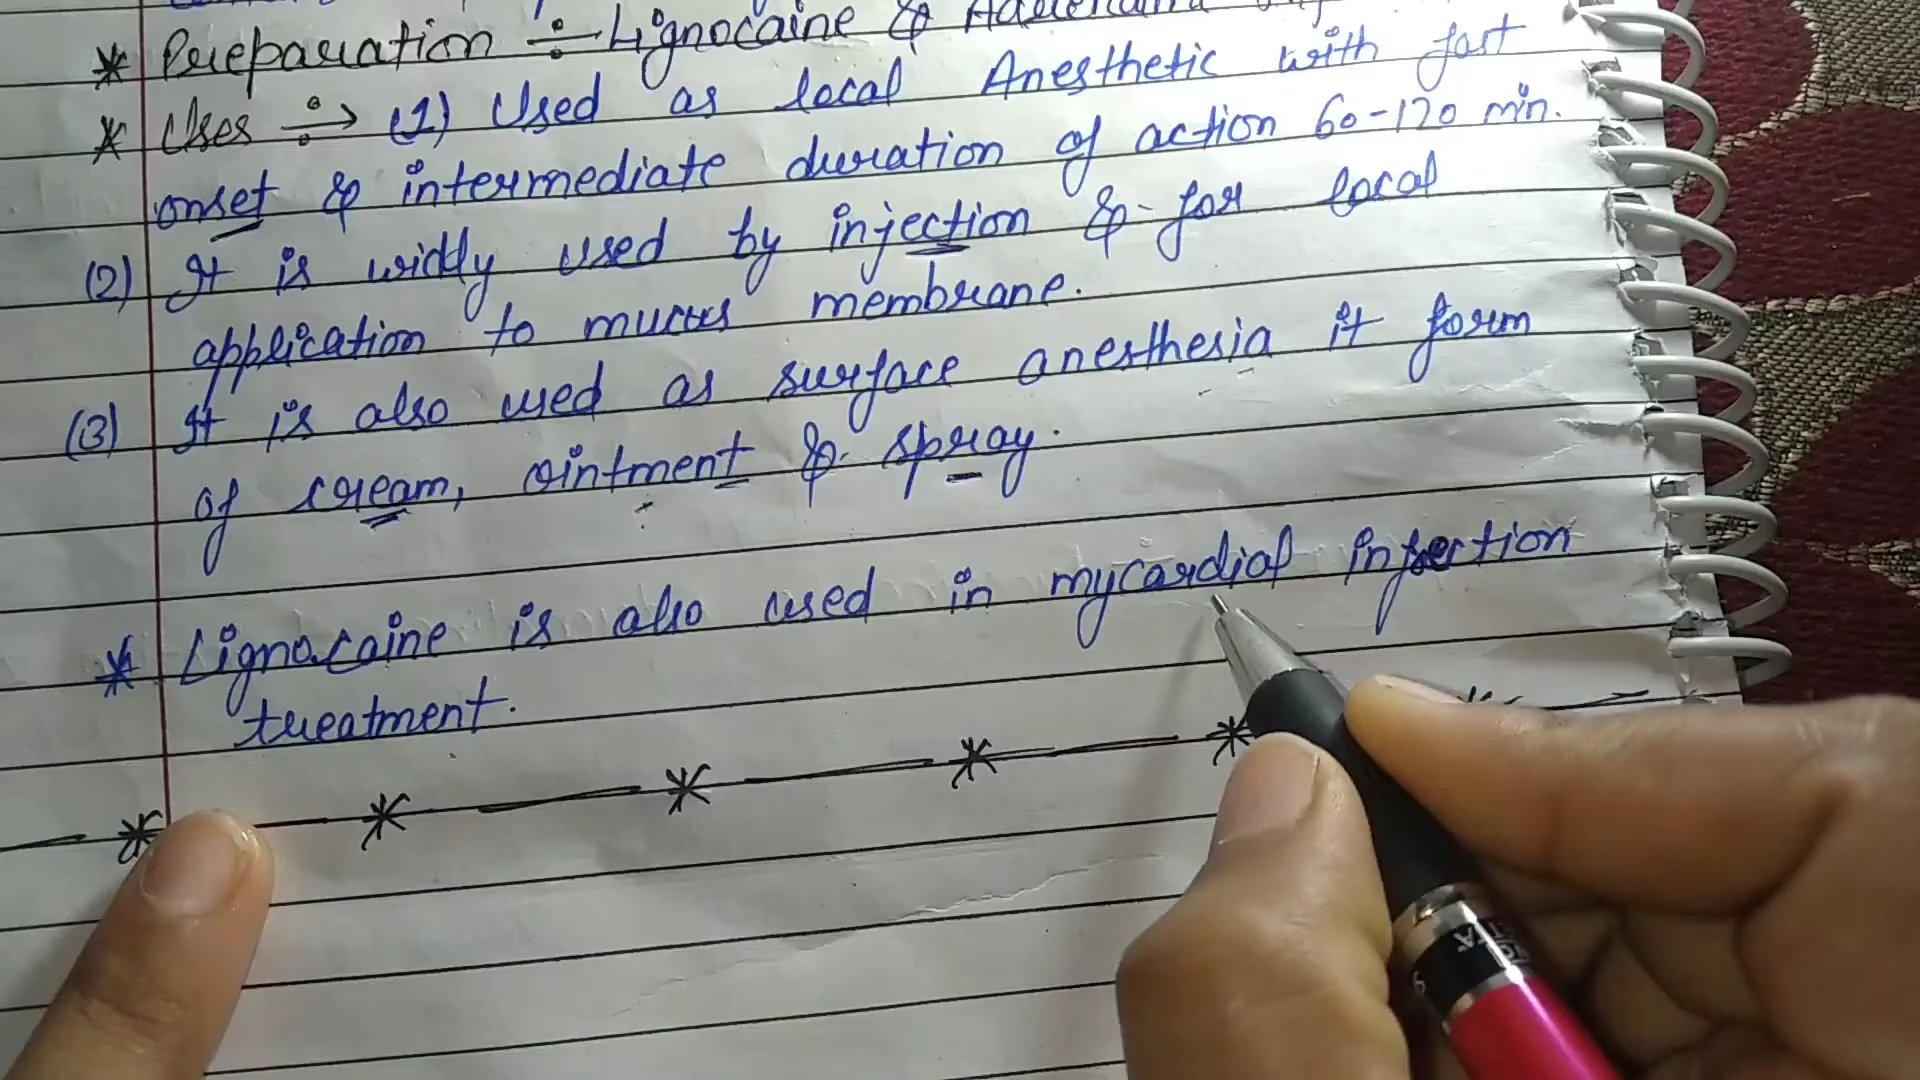 * Preparation ÷ Lignocaine &
* Uses ÷→ (1) Used as local Anesthetic with fast
onset & intermediate duration of action 60-120 min.
(2) It is widly used by injection & for local
application to mucus membrane.
(3) It is also used as surface anesthesia it form
of cream, ointment & spray.
* Lignocaine is also used in mycardial infection
treatment.